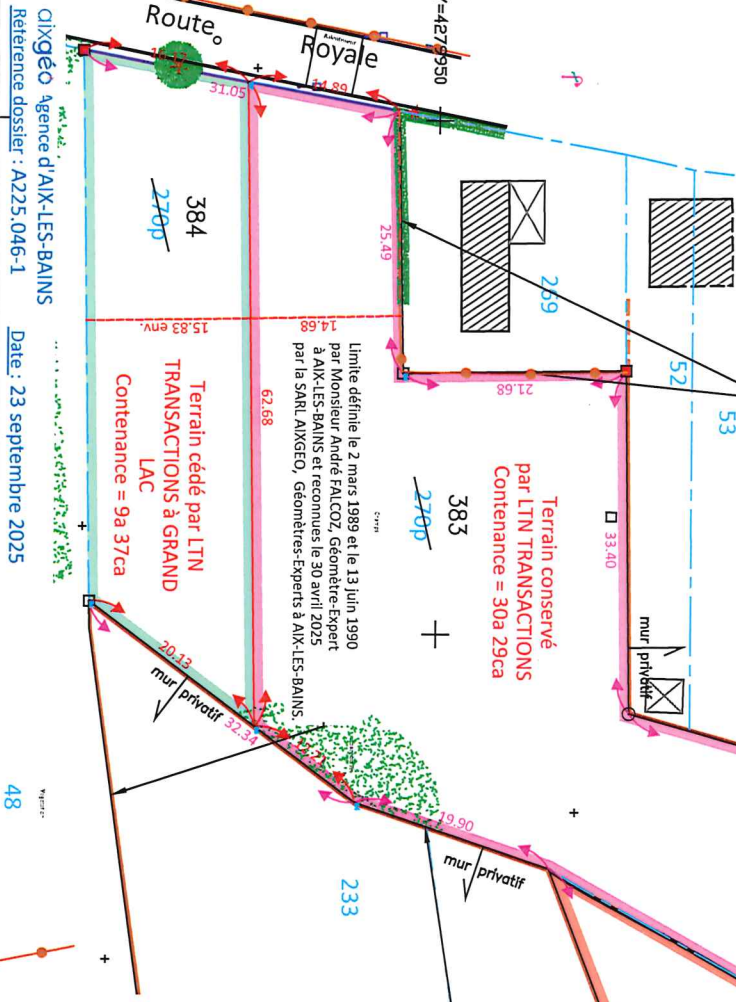 Y=4279950
Route
Royale
16.17
31.05
14.89
25.49
269
52
53
384
270p
15.83 env.
14.68
21.68
62.68
Limite définie le 2 mars 1989 et le 13 juin 1990
par Monsieur André FALCOZ, Géomètre-Expert
à AIX-LES-BAINS et reconnues le 30 avril 2025
par la SARL AIXGEO, Géomètres-Experts à AIX-LES-BAINS.
Terrain cédé par LTN
TRANSACTIONS à GRAND
LAC
Contenance = 9a 37ca
383
270p
Terrain conservé
par LTN TRANSACTIONS
Contenance = 30a 29ca
33.40
mur privatif
20.13
mur privatif
32.34
19.90
mur privatif
233
48
aixgéo Agence d'AIX-LES-BAINS
Référence dossier : A225.046-1
Date : 23 septembre 2025